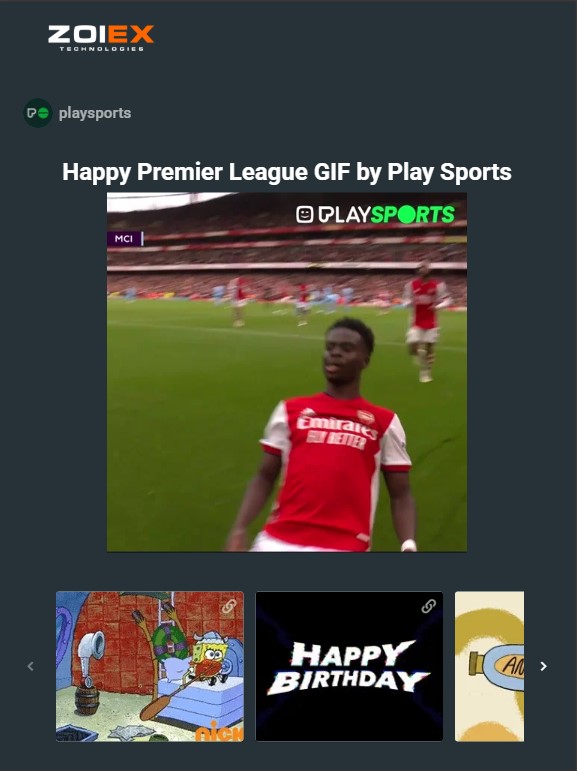 ZOIEX
TECHNOLOGIES
playsports
Happy Premier League GIF by Play Sports
PLAYSPORTS
MCI
Emirates
FLY BETTER
nick
HAPPY
BIRTHDAY
AN